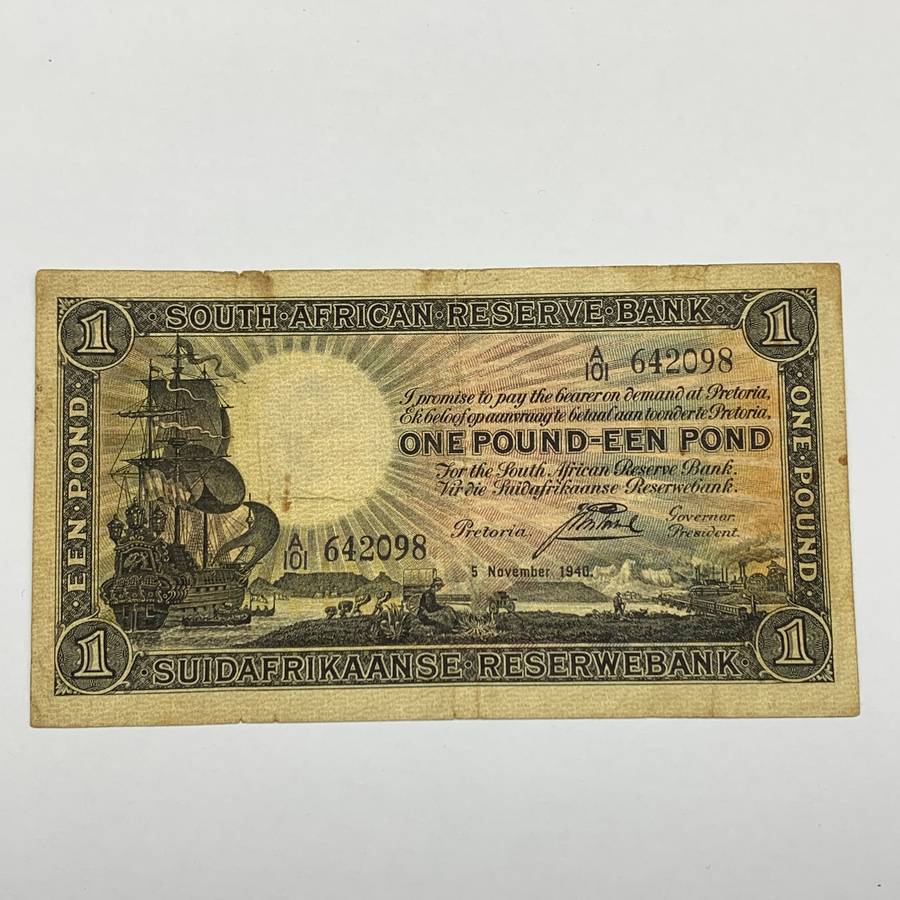 1
·SOUTH·AFRICAN·RESERVE·BANK·
1
A/101 642098
I promise to pay the bearer on demand at Pretoria,
Ek beloof op aanvraag te betaal aan toonder te Pretoria,
ONE POUND-EEN POND
For the South African Reserve Bank.
Vir die Suidafrikaanse Reserwebank.
Pretoria
Governor
President.
5 November 1940.
A/101 642098
·EEN·POND·
·ONE·POUND·
1
·SUIDAFRIKAANSE·RESERWEBANK·
1